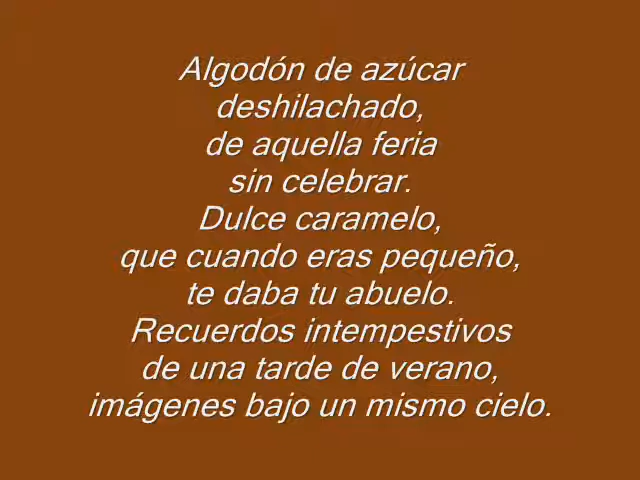 Algodón de azúcar
deshilachado,
de aquella feria
sin celebrar.
Dulce caramelo,
que cuando eras pequeño,
te daba tu abuelo.
Recuerdos intempestivos
de una tarde de verano,
imágenes bajo un mismo cielo.